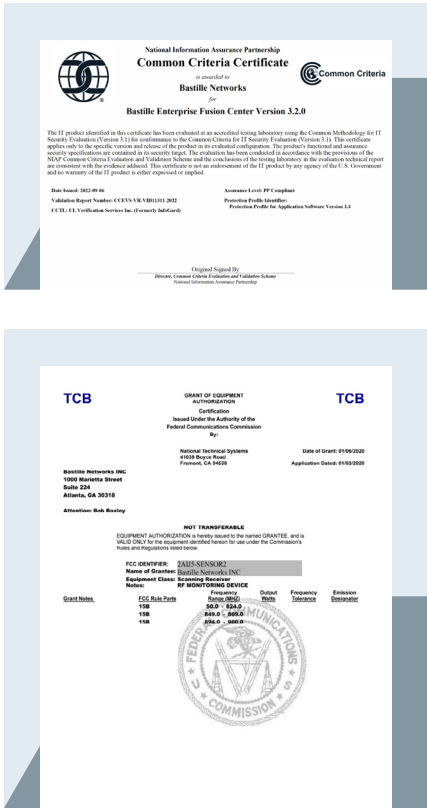 National Information Assurance Partnership
Common Criteria Certificate
is awarded to
Bastille Networks
for
Bastille Enterprise Fusion Center Version 3.2.0
Common Criteria
The IT product identified in this certificate has been evaluated at an accredited testing laboratory using the Common Methodology for IT
Security Evaluation (Version 3.1) for conformance to the Common Criteria for IT Security Evaluation (Version 3.1). This certificate
applies only to the specific version and release of the product in its evaluated configuration. The product's functional and assurance
security specifications are contained in its security target. The evaluation has been conducted in accordance with the provisions of the
NIAP Common Criteria Evaluation and Validation Scheme and the conclusions of the testing laboratory in the evaluation technical report
are consistent with the evidence adduced. This certificate is not an endorsement of the IT product by any agency of the U.S. Government
and no warranty of the IT product is either expressed or implied.
Date Issued: 2022-09-06
Validation Report Number: CCEVS-VR-VID11311-2022
CCTL: UL Verification Services Inc. (Formerly InfoGard)
Assurance Level: PP Compliant
Protection Profile Identifier:
Protection Profile for Application Software Version 1.4
Original Signed By
Director, Common Criteria Evaluation and Validation Scheme
National Information Assurance Partnership
TCB
GRANT OF EQUIPMENT
AUTHORIZATION
TCB
Certification
Issued Under the Authority of the
Federal Communications Commission
By:
National Technical Systems
41039 Boyce Road
Fremont, CA 94538
Date of Grant: 01/06/2020
Application Dated: 01/03/2020
Bastille Networks INC
1000 Marietta Street
Suite 224
Atlanta, GA 30318
Attention: Bob Baxley
NOT TRANSFERABLE
EQUIPMENT AUTHORIZATION is hereby issued to the named GRANTEE, and is
VALID ONLY for the equipment identified hereon for use under the Commission's
Rules and Regulations listed below.
FCC IDENTIFIER: 2AIJ5-SENSOR2
Name of Grantee: Bastille Networks INC
Equipment Class: Scanning Receiver
Notes: RF MONITORING DEVICE
Grant Notes FCC Rule Parts Frequency Range (MHZ) Output Watts Frequency Tolerance Emission Designator
15B 50.0 - 824.0
15B 849.0 - 869.0
15B 894.0 - 960.0
FEDERAL COMMUNICATIONS COMMISSION
U S